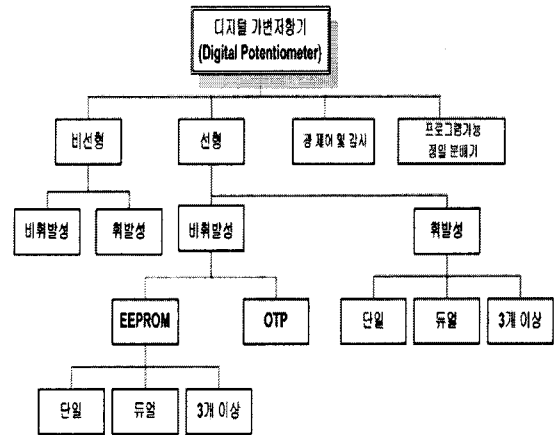 디지털 가변저항기
(Digital Potentiometer)
비선형
선형
광 제어 및 감시
프로그램가능
정밀 분배기
비휘발성
휘발성
비휘발성
휘발성
EEPROM
OTP
단일
듀얼
3개 이상
단일
듀얼
3개 이상